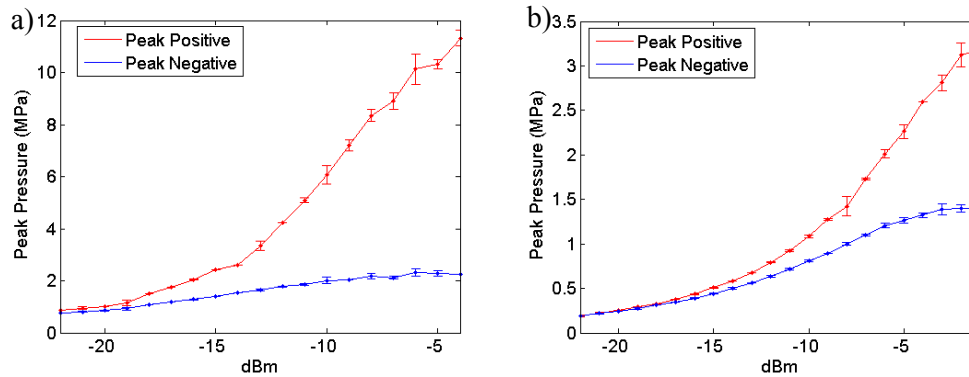 a)
Peak Positive
Peak Negative
Peak Pressure (MPa)
12
10
8
6
4
2
0
-20
-15
-10
-5
dBm
b)
Peak Positive
Peak Negative
Peak Pressure (MPa)
3.5
3
2.5
2
1.5
1
0.5
0
-20
-15
-10
-5
dBm